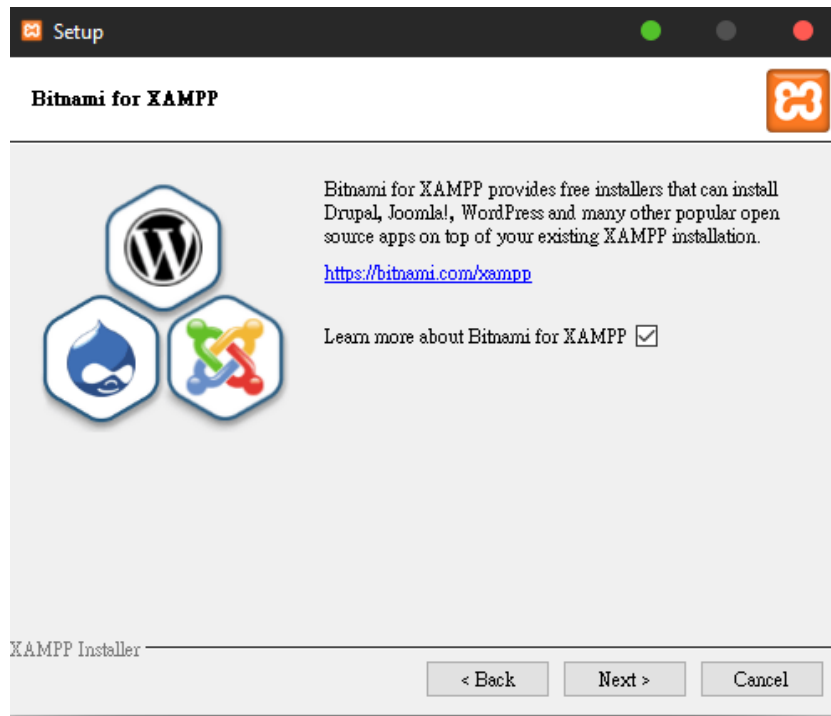 Setup
Bitnami for XAMPP
Bitnami for XAMPP provides free installers that can install
Drupal, Joomla!, WordPress and many other popular open
source apps on top of your existing XAMPP installation.
https://bitnami.com/xampp
Learn more about Bitnami for XAMPP
XAMPP Installer
< Back Next > Cancel